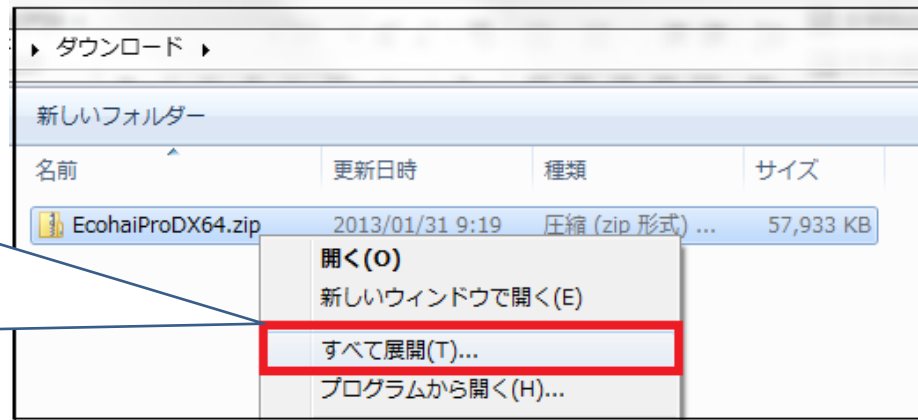 ダウンロード
新しいフォルダー
名前 更新日時 種類 サイズ
EcohaiProDX64.zip 2013/01/31 9:19 圧縮 (zip 形式) ... 57,933 KB
開く(O)
新しいウィンドウで開く(E)
すべて展開(T)...
プログラムから開く(H)...